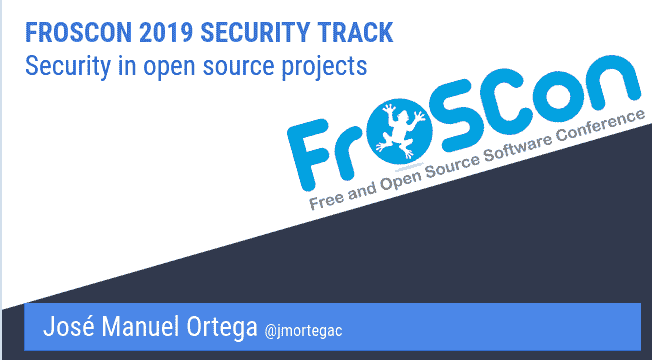 FROSCON 2019 SECURITY TRACK
Security in open source projects
FrOSCon
Free and Open Source Software Conference
José Manuel Ortega @jmortegac